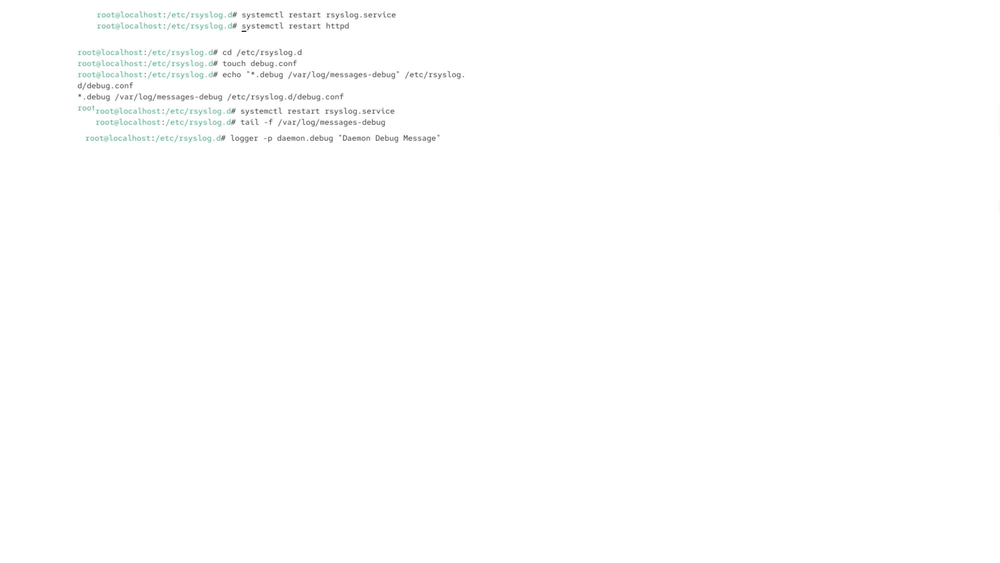 root@localhost:/etc/rsyslog.d# systemctl restart rsyslog.service
root@localhost:/etc/rsyslog.d# systemctl restart httpd
root@localhost:/etc/rsyslog.d# cd /etc/rsyslog.d
root@localhost:/etc/rsyslog.d# touch debug.conf
root@localhost:/etc/rsyslog.d# echo "*.debug /var/log/messages-debug" /etc/rsyslog.
d/debug.conf
*.debug /var/log/messages-debug /etc/rsyslog.d/debug.conf
root
root@localhost:/etc/rsyslog.d# systemctl restart rsyslog.service
root@localhost:/etc/rsyslog.d# tail -f /var/log/messages-debug
root@localhost:/etc/rsyslog.d# logger -p daemon.debug "Daemon Debug Message"